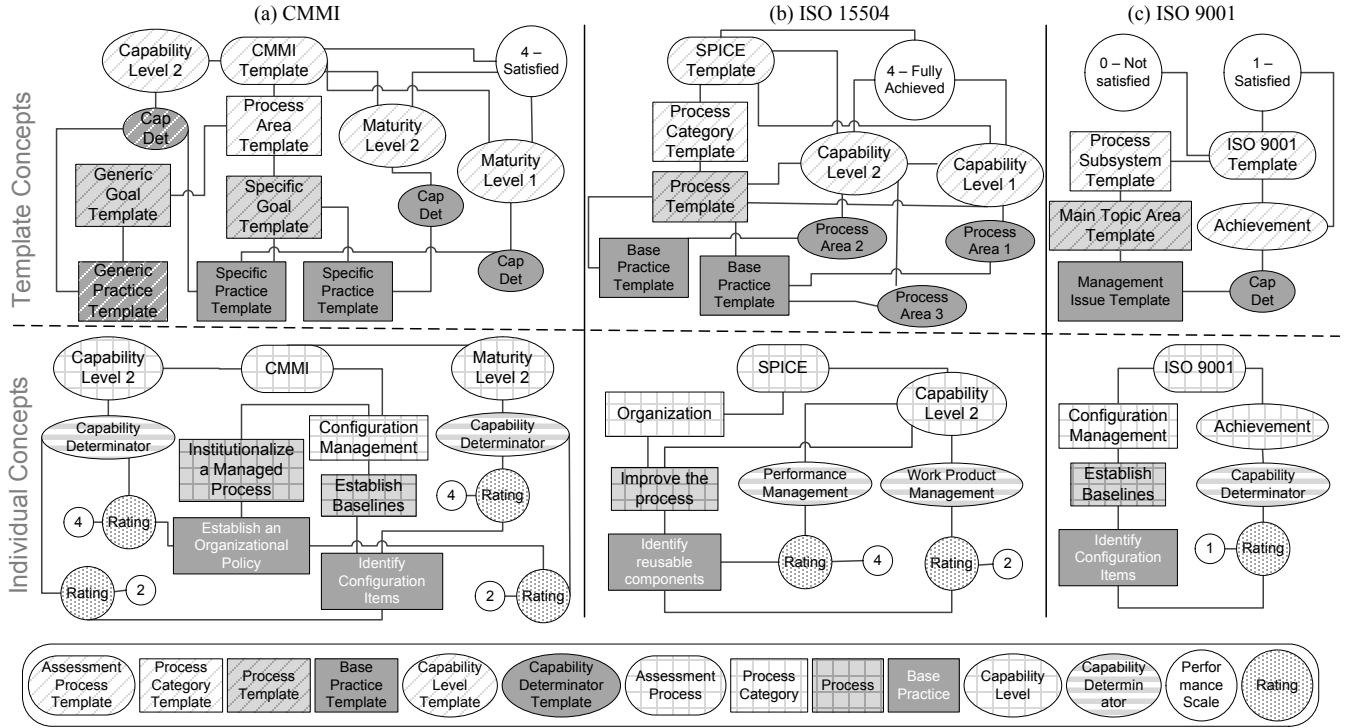 (a) CMMI
(b) ISO 15504
(c) ISO 9001
Template Concepts
Capability
Level 2
CMMI
Template
4 –
Satisfied
Cap
Det
Process
Area
Template
Maturity
Level 2
Maturity
Level 1
Generic
Goal
Template
Specific
Goal
Template
Cap
Det
Generic
Practice
Template
Specific
Practice
Template
Specific
Practice
Template
Cap
Det
SPICE
Template
4 – Fully
Achieved
Process
Category
Template
Capability
Level 2
Capability
Level 1
Process
Template
Process
Area 2
Process
Area 1
Base
Practice
Template
Base
Practice
Template
Process
Area 3
0 – Not
satisfied
1 –
Satisfied
Process
Subsystem
Template
ISO 9001
Template
Main Topic Area
Template
Achievement
Management
Issue Template
Cap
Det
Individual Concepts
Capability
Level 2
CMMI
Maturity
Level 2
Capability
Determinator
Institutionalize
a Managed
Process
Configuration
Management
Capability
Determinator
Establish
Baselines
4
Rating
4
Rating
Establish an
Organizational
Policy
Identify
Configuration
Items
Rating
2
2
Rating
SPICE
Organization
Capability
Level 2
Improve the
process
Performance
Management
Work Product
Management
Identify
reusable
components
Rating
4
Rating
2
ISO 9001
Configuration
Management
Achievement
Establish
Baselines
Capability
Determinator
Identify
Configuration
Items
1
Rating
Assessment
Process
Template
Process
Category
Template
Process
Template
Base
Practice
Template
Capability
Level
Template
Capability
Determinator
Template
Assessment
Process
Process
Category
Process
Base
Practice
Capability
Level
Capability
Determin
ator
Perfor
mance
Scale
Rating